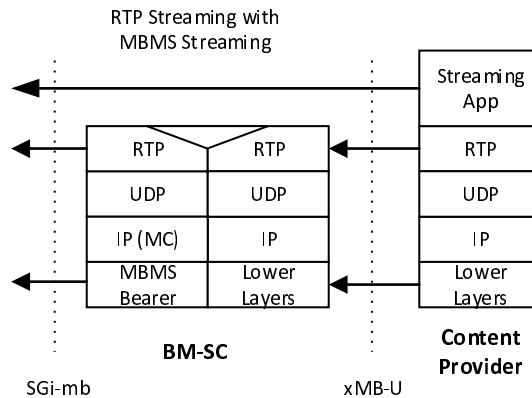 RTP Streaming with
MBMS Streaming
Streaming
App
RTP
RTP
RTP
UDP
UDP
UDP
IP (MC)
IP
IP
MBMS
Bearer
Lower
Layers
Lower
Layers
BM-SC
Content
Provider
SGi-mb
xMB-U